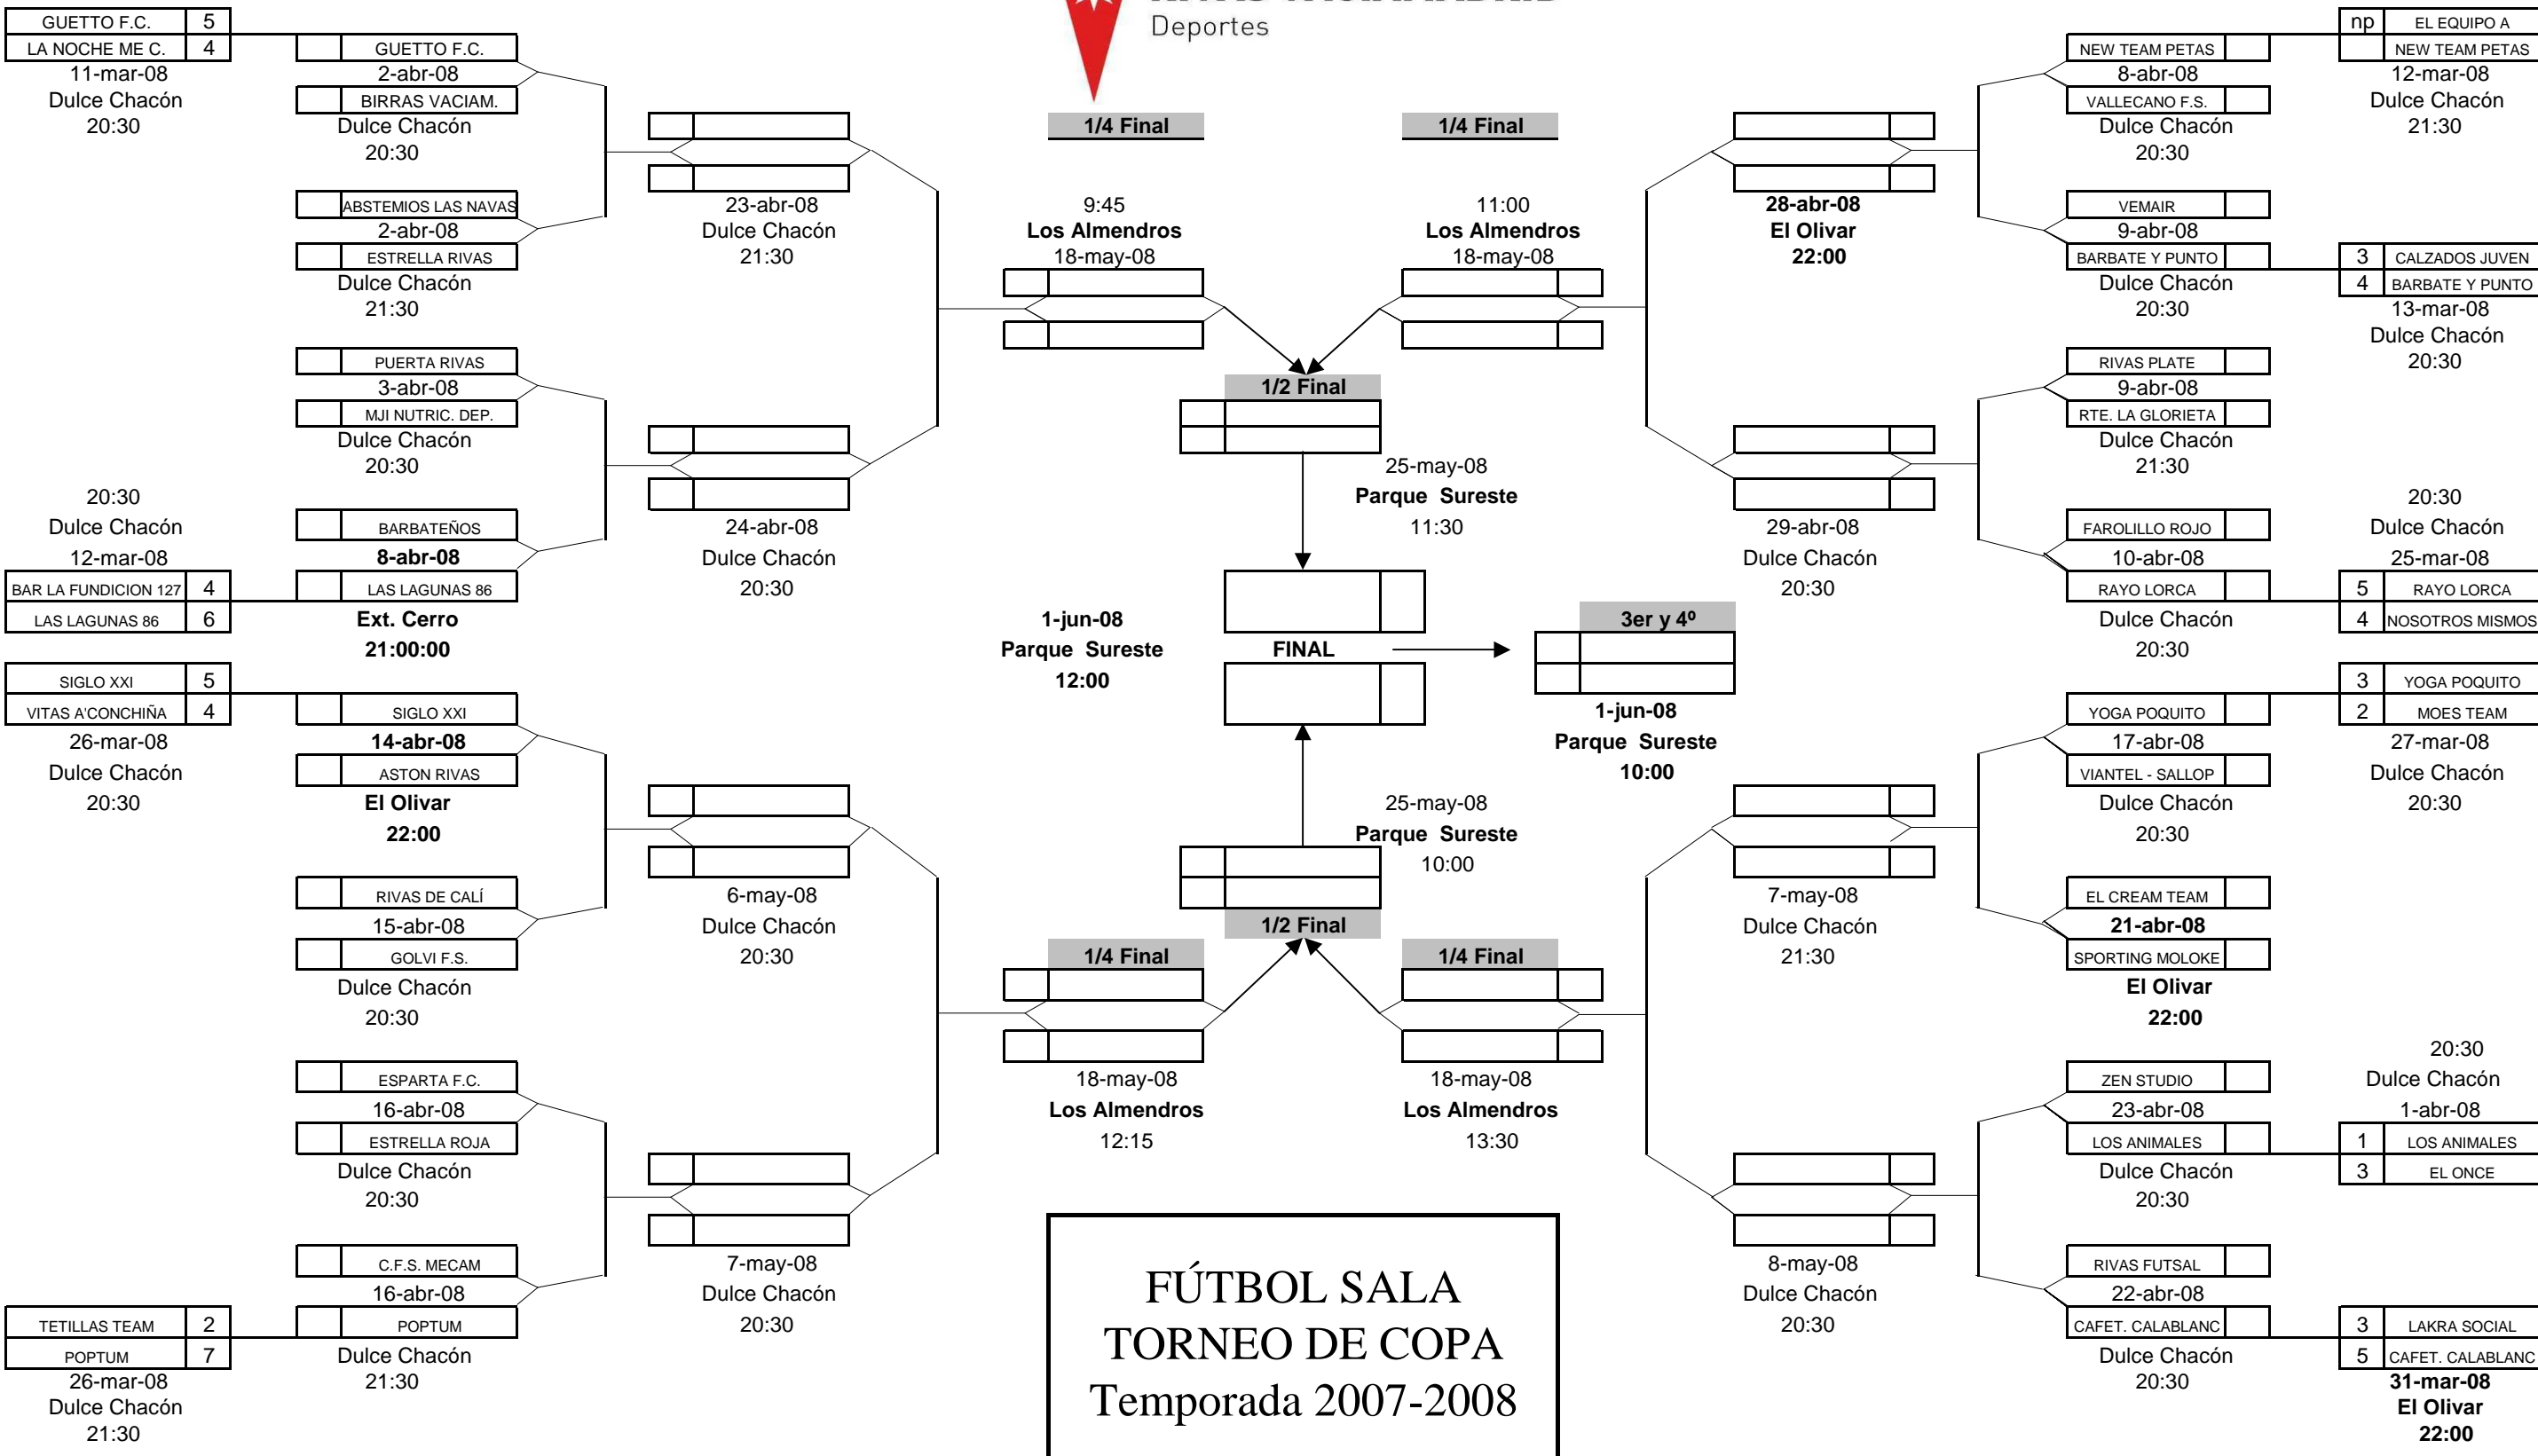 Deportes
GUETTO F.C. 5
LA NOCHE ME C. 4
11-mar-08
Dulce Chacón
20:30
20:30
Dulce Chacón
12-mar-08
BAR LA FUNDICION 127 4
LAS LAGUNAS 86 6
SIGLO XXI 5
VITAS A'CONCHIÑA 4
26-mar-08
Dulce Chacón
20:30
TETILLAS TEAM 2
POPTUM 7
26-mar-08
Dulce Chacón
21:30
GUETTO F.C.
2-abr-08
BIRRAS VACIAM.
Dulce Chacón
20:30
ABSTEMIOS LAS NAVAS
2-abr-08
ESTRELLA RIVAS
Dulce Chacón
21:30
PUERTA RIVAS
3-abr-08
MJI NUTRIC. DEP.
Dulce Chacón
20:30
BARBATEÑOS
8-abr-08
LAS LAGUNAS 86
Ext. Cerro
21:00:00
SIGLO XXI
14-abr-08
ASTON RIVAS
El Olivar
22:00
RIVAS DE CALÍ
15-abr-08
GOLVI F.S.
Dulce Chacón
20:30
ESPARTA F.C.
16-abr-08
ESTRELLA ROJA
Dulce Chacón
20:30
C.F.S. MECAM
16-abr-08
POPTUM
Dulce Chacón
21:30
23-abr-08
Dulce Chacón
21:30
24-abr-08
Dulce Chacón
20:30
6-may-08
Dulce Chacón
20:30
7-may-08
Dulce Chacón
20:30
1/4 Final
9:45
Los Almendros
18-may-08
1/4 Final
11:00
Los Almendros
18-may-08
1/2 Final
25-may-08
Parque Sureste
11:30
1-jun-08
Parque Sureste
12:00
FINAL
3er y 4º
1-jun-08
Parque Sureste
10:00
25-may-08
Parque Sureste
10:00
1/2 Final
1/4 Final
18-may-08
Los Almendros
12:15
1/4 Final
18-may-08
Los Almendros
13:30
FÚTBOL SALA
TORNEO DE COPA
Temporada 2007-2008
28-abr-08
El Olivar
22:00
29-abr-08
Dulce Chacón
20:30
7-may-08
Dulce Chacón
21:30
8-may-08
Dulce Chacón
20:30
NEW TEAM PETAS
8-abr-08
VALLECANO F.S.
Dulce Chacón
20:30
VEMAIR
9-abr-08
BARBATE Y PUNTO
Dulce Chacón
20:30
RIVAS PLATE
9-abr-08
RTE. LA GLORIETA
Dulce Chacón
21:30
FAROLILLO ROJO
10-abr-08
RAYO LORCA
Dulce Chacón
20:30
YOGA POQUITO
17-abr-08
VIANTEL - SALLOP
Dulce Chacón
20:30
EL CREAM TEAM
21-abr-08
SPORTING MOLOKE
El Olivar
22:00
ZEN STUDIO
23-abr-08
LOS ANIMALES
Dulce Chacón
20:30
RIVAS FUTSAL
22-abr-08
CAFET. CALABLANC
Dulce Chacón
20:30
np EL EQUIPO A
NEW TEAM PETAS
12-mar-08
Dulce Chacón
21:30
3 CALZADOS JUVEN
4 BARBATE Y PUNTO
13-mar-08
Dulce Chacón
20:30
20:30
Dulce Chacón
25-mar-08
5 RAYO LORCA
4 NOSOTROS MISMOS
3 YOGA POQUITO
2 MOES TEAM
27-mar-08
Dulce Chacón
20:30
20:30
Dulce Chacón
1-abr-08
1 LOS ANIMALES
3 EL ONCE
3 LAKRA SOCIAL
5 CAFET. CALABLANC
31-mar-08
El Olivar
22:00